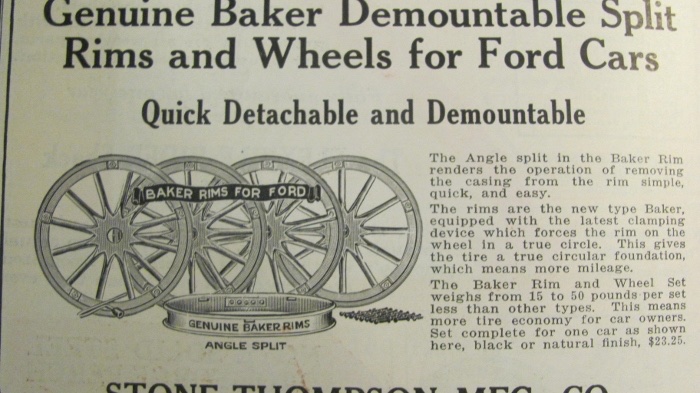 Genuine Baker Demountable Split
Rims and Wheels for Ford Cars
Quick Detachable and Demountable
BAKER RIMS FOR FORD
GENUINE BAKER RIMS
ANGLE SPLIT
The Angle split in the Baker Rim
renders the operation of removing
the casing from the rim simple,
quick, and easy.
The rims are the new type Baker,
equipped with the latest clamping
device which forces the rim on the
wheel in a true circle. This gives
the tire a true circular foundation,
which means more mileage.
The Baker Rim and Wheel Set
weighs from 15 to 50 pounds per set
less than other types. This means
more tire economy for car owners.
Set complete for one car as shown
here, black or natural finish, $23.25.
STONE THOMPSON MFG. CO